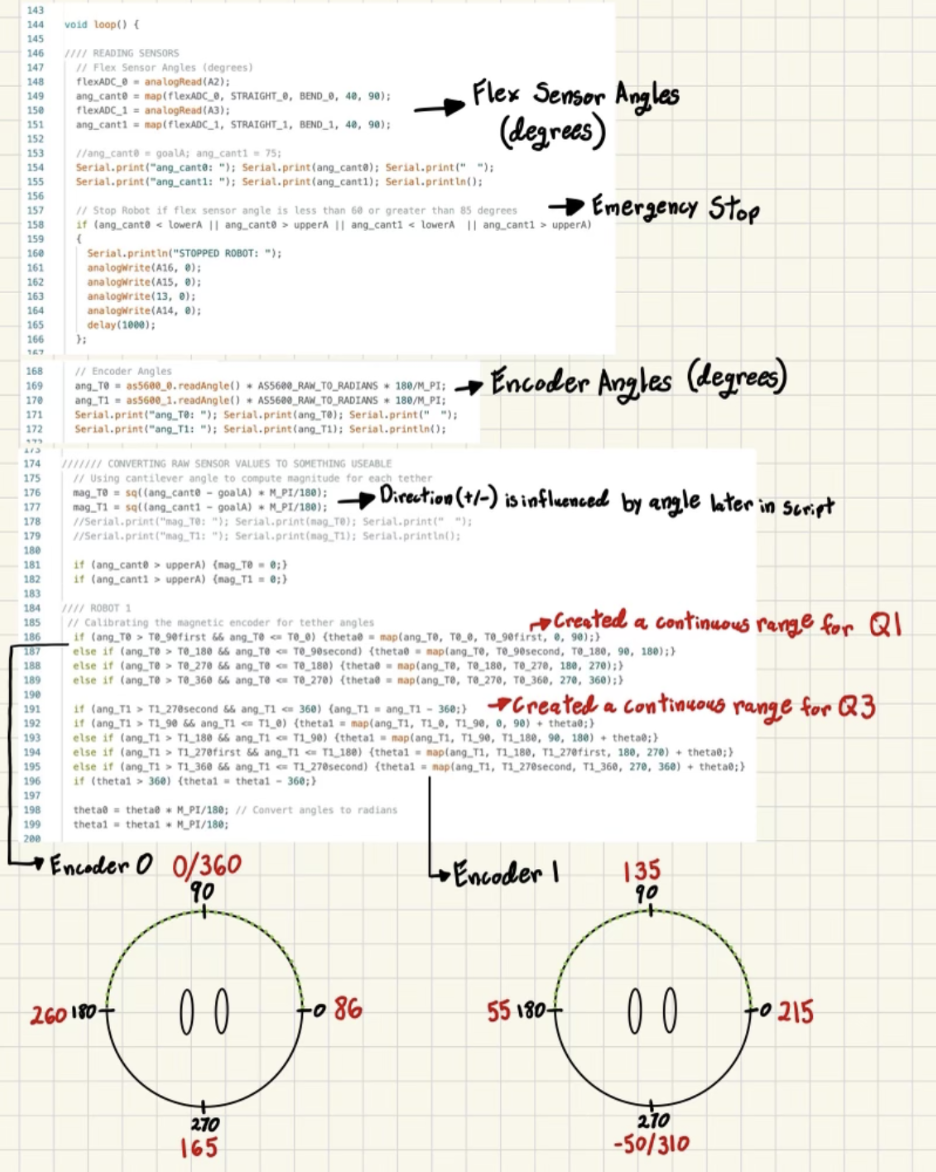 143
144 void loop() {
145
146 //// READING SENSORS
147 // Flex Sensor Angles (degrees)
148 flexADC_0 = analogRead(A2);
149 ang_cant0 = map(flexADC_0, STRAIGHT_0, BEND_0, 40, 90);
150 flexADC_1 = analogRead(A3);
151 ang_cant1 = map(flexADC_1, STRAIGHT_1, BEND_1, 40, 90);
Flex Sensor Angles
(degrees)
152
153 //ang_cant0 = goalA; ang_cant1 = 75;
154 Serial.print("ang_cant0: "); Serial.print(ang_cant0); Serial.print("  ");
155 Serial.print("ang_cant1: "); Serial.print(ang_cant1); Serial.println();
156
157 // Stop Robot if flex sensor angle is less than 60 or greater than 85 degrees
Emergency Stop
158 if (ang_cant0 < lowerA || ang_cant0 > upperA || ang_cant1 < lowerA  || ang_cant1 > upperA)
159 {
160 Serial.println("STOPPED ROBOT: ");
161 analogWrite(A16, 0);
162 analogWrite(A15, 0);
163 analogWrite(13, 0);
164 analogWrite(A14, 0);
165 delay(1000);
166 };
167
168 // Encoder Angles
169 ang_T0 = as5600_0.readAngle() * AS5600_RAW_TO_RADIANS * 180/M_PI;
Encoder Angles (degrees)
170 ang_T1 = as5600_1.readAngle() * AS5600_RAW_TO_RADIANS * 180/M_PI;
171 Serial.print("ang_T0: "); Serial.print(ang_T0); Serial.print("  ");
172 Serial.print("ang_T1: "); Serial.print(ang_T1); Serial.println();
173
174 /////// CONVERTING RAW SENSOR VALUES TO SOMETHING USEABLE
175 // Using cantilever angle to compute magnitude for each tether
176 mag_T0 = sq((ang_cant0 - goalA) * M_PI/180);
Direction (+/-) is influenced by angle later in script
177 mag_T1 = sq((ang_cant1 - goalA) * M_PI/180);
178 //Serial.print("mag_T0: "); Serial.print(mag_T0); Serial.print("  ");
179 //Serial.print("mag_T1: "); Serial.print(mag_T1); Serial.println();
180
181 if (ang_cant0 > upperA) {mag_T0 = 0;}
182 if (ang_cant1 > upperA) {mag_T1 = 0;}
183
184 //// ROBOT 1
185 // Calibrating the magnetic encoder for tether angles
Created a continuous range for Q1
186 if (ang_T0 > T0_90first && ang_T0 <= T0_0) {theta0 = map(ang_T0, T0_0, T0_90first, 0, 90);}
187 else if (ang_T0 > T0_180 && ang_T0 <= T0_90second) {theta0 = map(ang_T0, T0_90second, T0_180, 90, 180);}
188 else if (ang_T0 > T0_270 && ang_T0 <= T0_180) {theta0 = map(ang_T0, T0_180, T0_270, 180, 270);}
189 else if (ang_T0 > T0_360 && ang_T0 <= T0_270) {theta0 = map(ang_T0, T0_270, T0_360, 270, 360);}
190
191 if (ang_T1 > T1_270second && ang_T1 <= 360) {ang_T1 = ang_T1 - 360;}
Created a continuous range for Q3
192 if (ang_T1 > T1_90 && ang_T1 <= T1_0) {theta1 = map(ang_T1, T1_0, T1_90, 0, 90) + theta0;}
193 else if (ang_T1 > T1_180 && ang_T1 <= T1_90) {theta1 = map(ang_T1, T1_90, T1_180, 90, 180) + theta0;}
194 else if (ang_T1 > T1_270first && ang_T1 <= T1_180) {theta1 = map(ang_T1, T1_180, T1_270first, 180, 270) + theta0;}
195 else if (ang_T1 > T1_360 && ang_T1 <= T1_270second) {theta1 = map(ang_T1, T1_270second, T1_360, 270, 360) + theta0;}
196 if (theta1 > 360) {theta1 = theta1 - 360;}
197
198 theta0 = theta0 * M_PI/180; // Convert angles to radians
199 theta1 = theta1 * M_PI/180;
200
Encoder 0
0/360
90
260 180
0 86
270
165
Encoder 1
135
90
55 180
0 215
270
-50/310